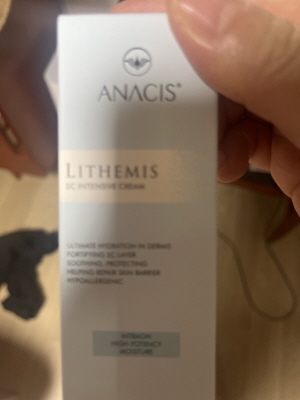 ANACIS®
LITHEMIS
SC INTENSIVE CREAM
ULTIMATE HYDRATION IN DERMIS
FORTIFYING SC LAYER
SOOTHING, PROTECTING
HELPING REPAIR SKIN BARRIER
HYPOALLERGENIC
INTRAION
HIGH POTENCY
MOISTURE